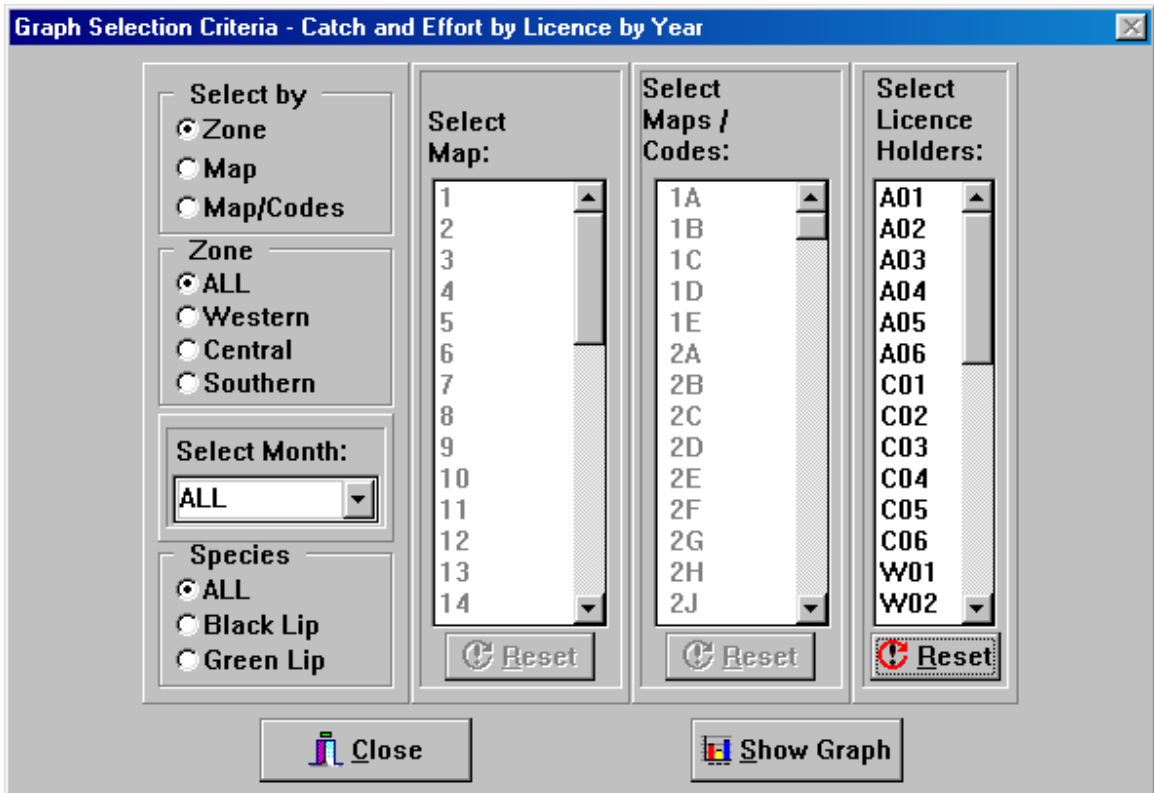 Graph Selection Criteria - Catch and Effort by Licence by Year
Select by
Zone
Map
Map/Codes
Zone
ALL
Western
Central
Southern
Select Month:
ALL
Species
ALL
Black Lip
Green Lip
Select
Map:
1
2
3
4
5
6
7
8
9
10
11
12
13
14
Reset
Select
Maps /
Codes:
1A
1B
1C
1D
1E
2A
2B
2C
2D
2E
2F
2G
2H
2J
Reset
Select
Licence
Holders:
A01
A02
A03
A04
A05
A06
C01
C02
C03
C04
C05
C06
W01
W02
Reset
Close
Show Graph